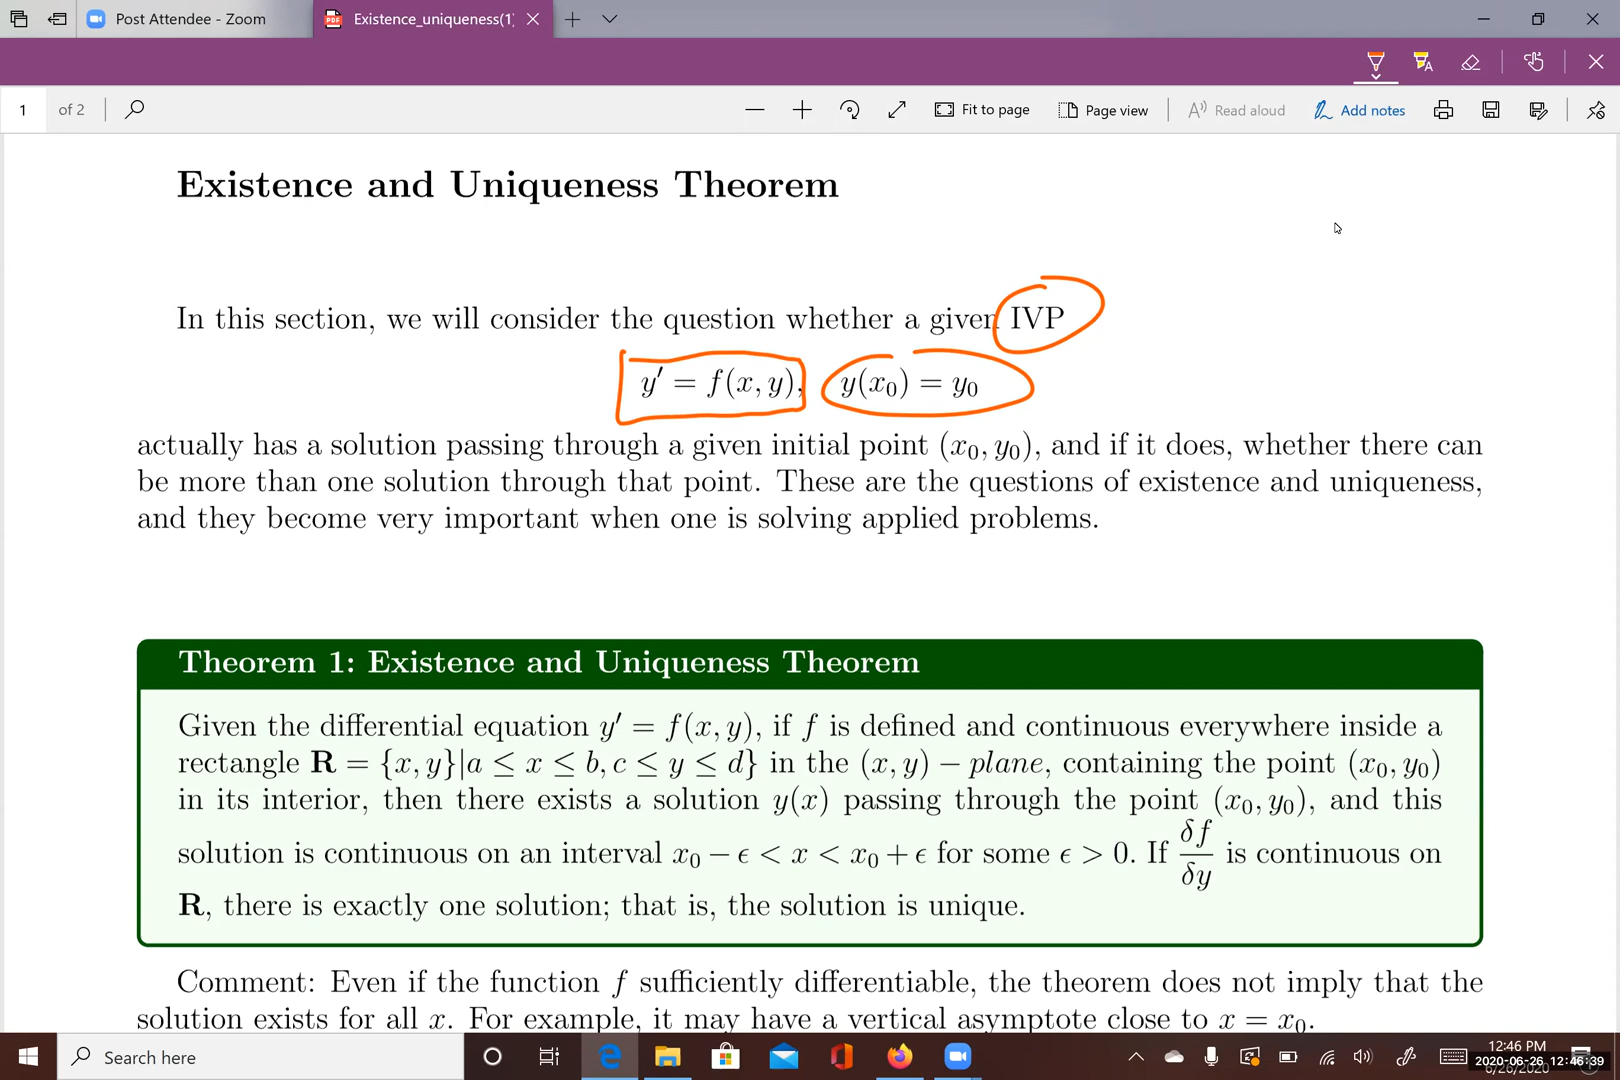 Post Attendee - Zoom
Existence_uniqueness(1)
1 of 2
Fit to page
Page view
Read aloud
Add notes
Existence and Uniqueness Theorem
In this section, we will consider the question whether a given IVP
y′ = f(x, y), y(x₀) = y₀
actually has a solution passing through a given initial point (x₀, y₀), and if it does, whether there can
be more than one solution through that point. These are the questions of existence and uniqueness,
and they become very important when one is solving applied problems.
Theorem 1: Existence and Uniqueness Theorem
Given the differential equation y′ = f(x, y), if f is defined and continuous everywhere inside a
rectangle R = {x, y}|a ≤ x ≤ b, c ≤ y ≤ d} in the (x, y) − plane, containing the point (x₀, y₀)
in its interior, then there exists a solution y(x) passing through the point (x₀, y₀), and this
solution is continuous on an interval x₀ − ϵ < x < x₀ + ϵ for some ϵ > 0. If δf/δy is continuous on
R, there is exactly one solution; that is, the solution is unique.
Comment: Even if the function f sufficiently differentiable, the theorem does not imply that the
solution exists for all x. For example, it may have a vertical asymptote close to x = x₀.
Search here
12:46 PM
2020-06-26 12:46:39
6/26/2020